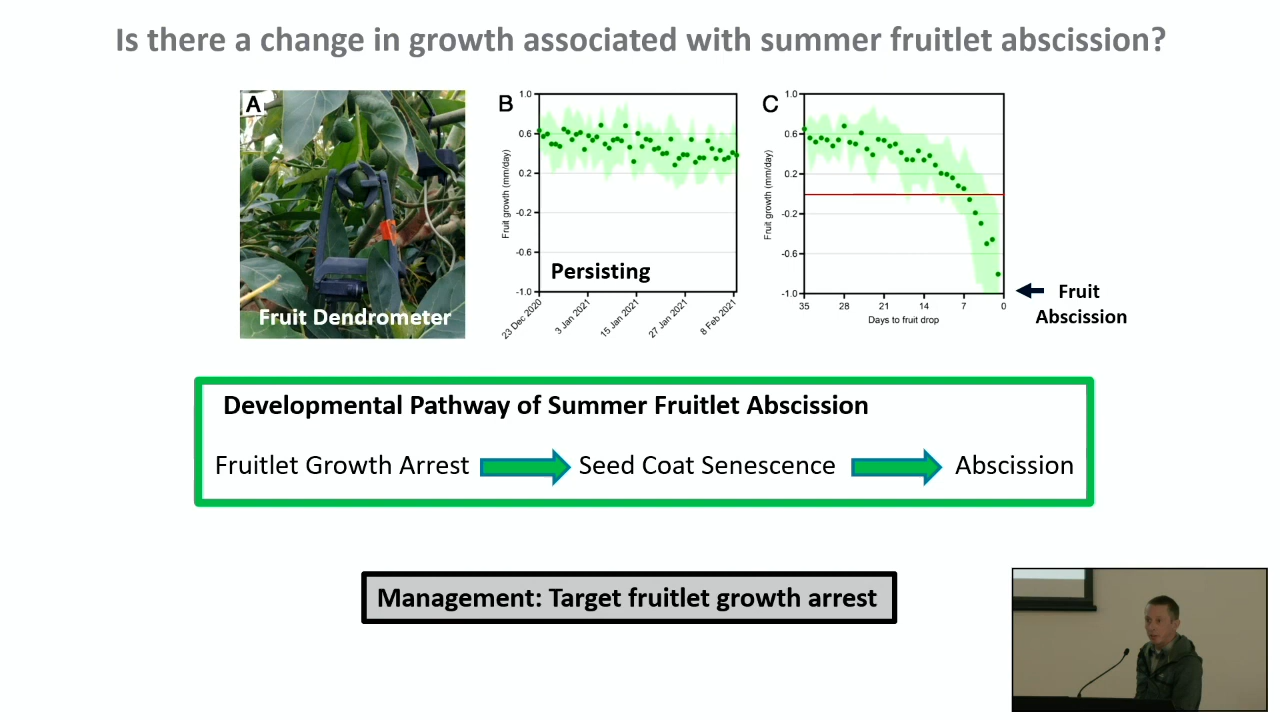 Is there a change in growth associated with summer fruitlet abscission?
A
Fruit Dendrometer
B
1.0
0.6
0.2
-0.2
-0.6
-1.0
Fruit growth (mm/day)
Persisting
23 Dec 2020
3 Jan 2021
15 Jan 2021
27 Jan 2021
8 Feb 2021
C
1.0
0.6
0.2
-0.2
-0.6
-1.0
Fruit growth (mm/day)
35
28
21
14
7
0
Days to fruit drop
Fruit
Abscission
Developmental Pathway of Summer Fruitlet Abscission
Fruitlet Growth Arrest Seed Coat Senescence Abscission
Management: Target fruitlet growth arrest